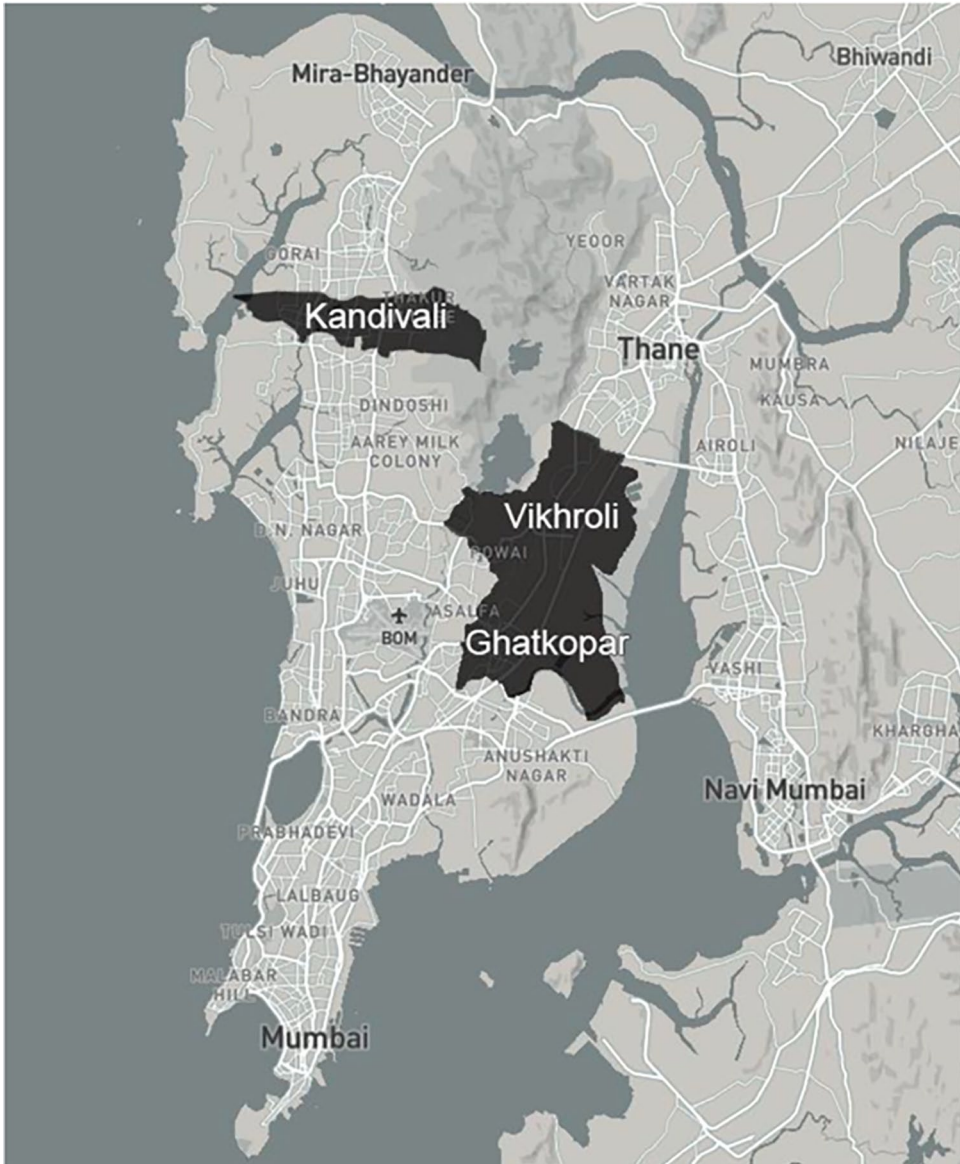 Bhiwandi
Mira-Bhayander
YEOOR
GORAI
VARTAK
NAGAR
THAKUR
Kandivali
Thane
MUMBRA
KAUSA
DINDOSHI
AAREY MILK
COLONY
AIROLI
NILAJE
Vikhroli
D.N. NAGAR
POWAI
JUHU
ASALFA
BOM
Ghatkopar
VASHI
BANDRA
KHARGHA
ANUSHAKTI
NAGAR
Navi Mumbai
WADALA
PRABHADEVI
LALBAUG
TULSI WADI
MALABAR
HILL
Mumbai